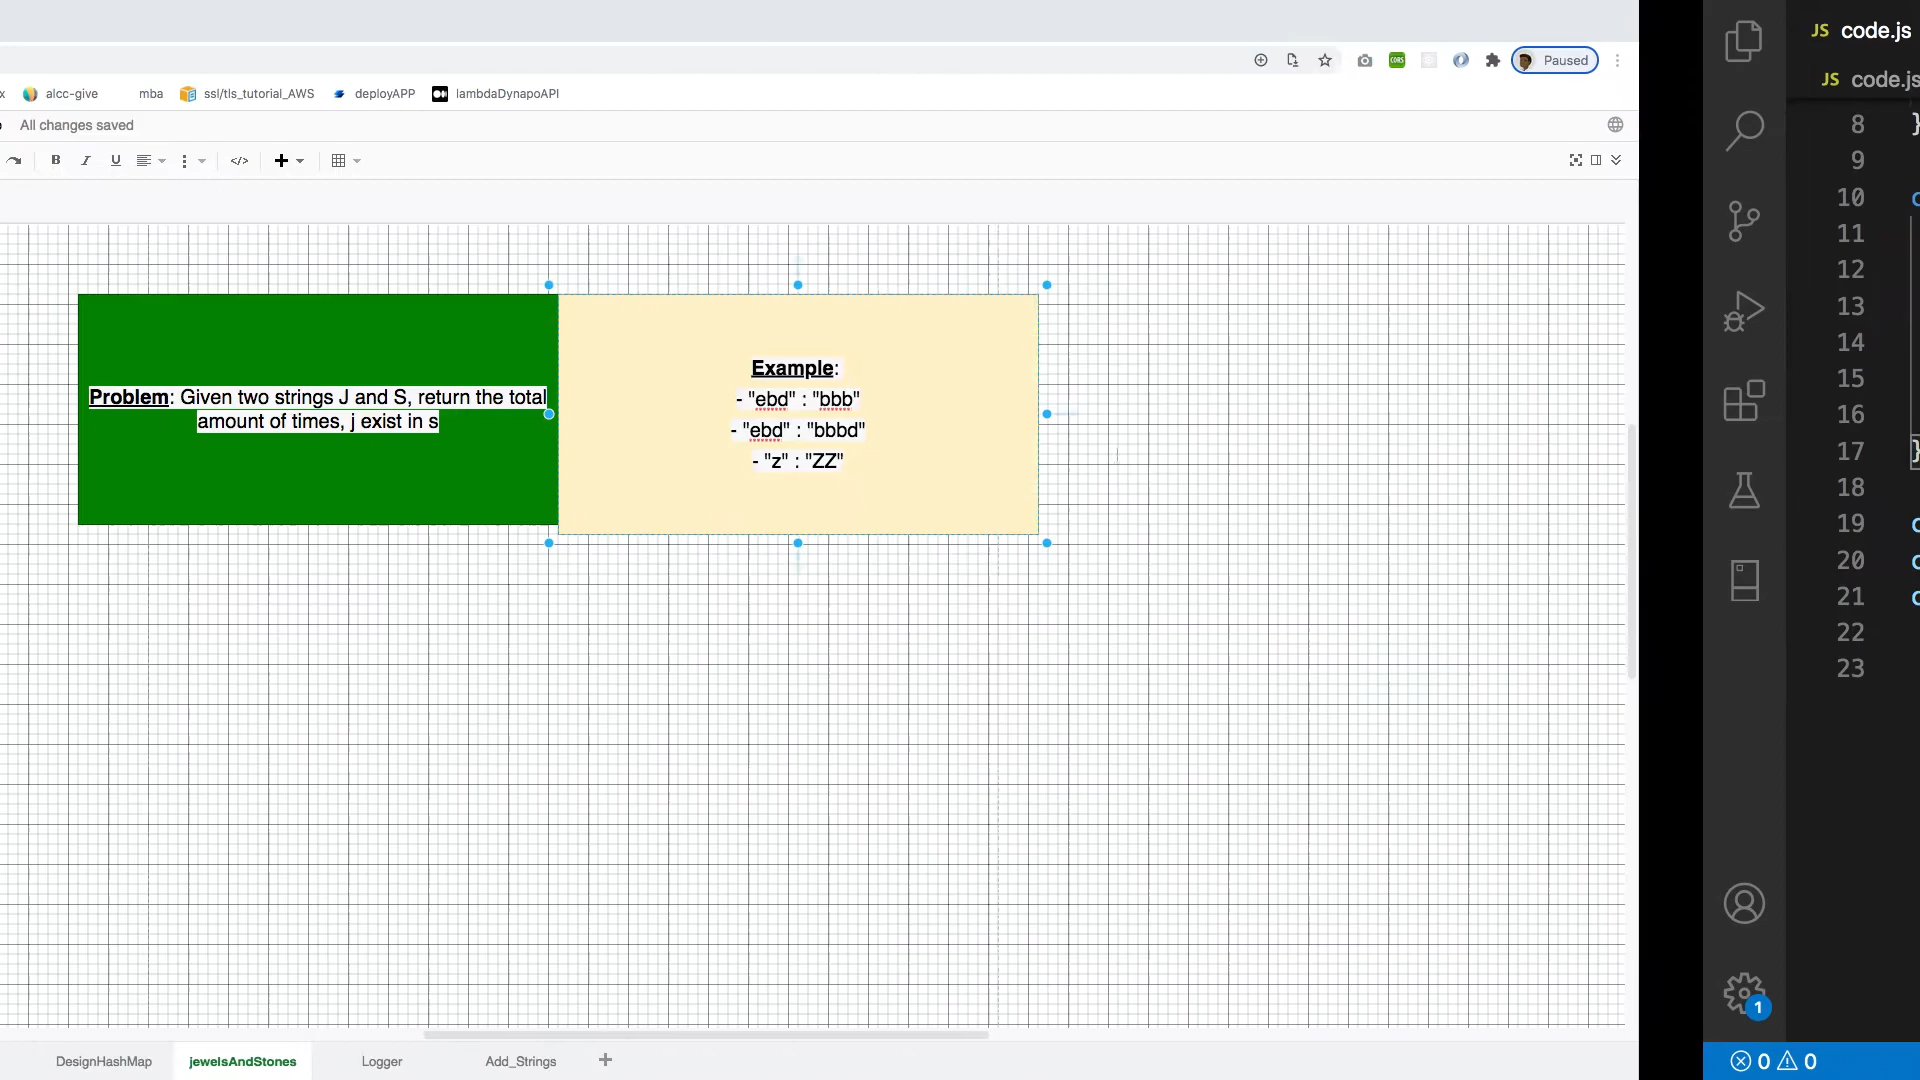 Paused
x alcc-give mba ssl/tls_tutorial_AWS deployAPP lambdaDynapoAPI
All changes saved
B I U </>
Problem: Given two strings J and S, return the total
amount of times, j exist in s
Example:
- "ebd" : "bbb"
- "ebd" : "bbbd"
- "z" : "ZZ"
DesignHashMap jewelsAndStones Logger Add_Strings
JS code.js
JS code.js
8 }
9
10 c
11
12
13
14
15
16
17 }
18
19 c
20 c
21 c
22
23
1
0 0